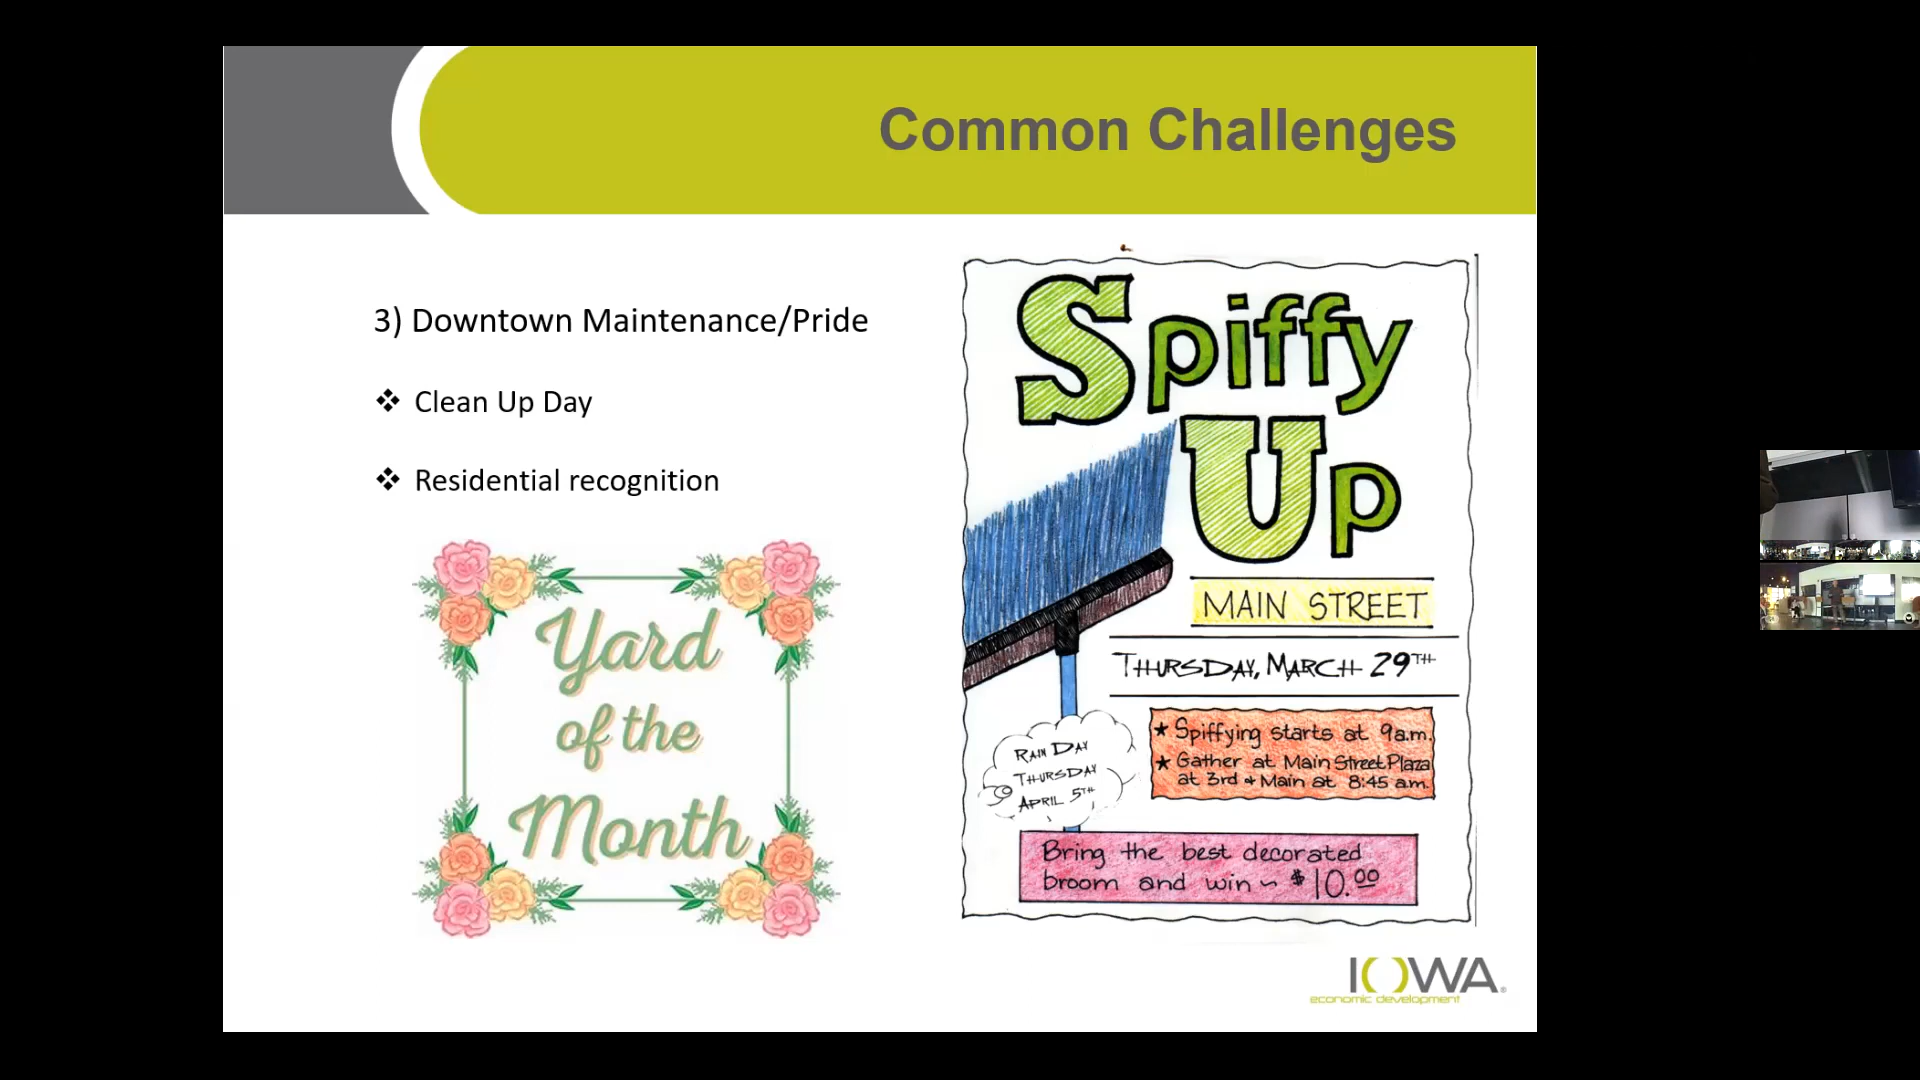 Common Challenges
3) Downtown Maintenance/Pride
❖ Clean Up Day
❖ Residential recognition
Yard
of the
Month
Spiffy
Up
MAIN STREET
THURSDAY, MARCH 29TH
RAIN DAY
THURSDAY
APRIL 5TH
★ Spiffying starts at 9a.m.
★ Gather at Main Street Plaza
at 3rd & Main at 8:45 a.m.
Bring the best decorated
broom and win ~ $10.00
IOWA®
economic development